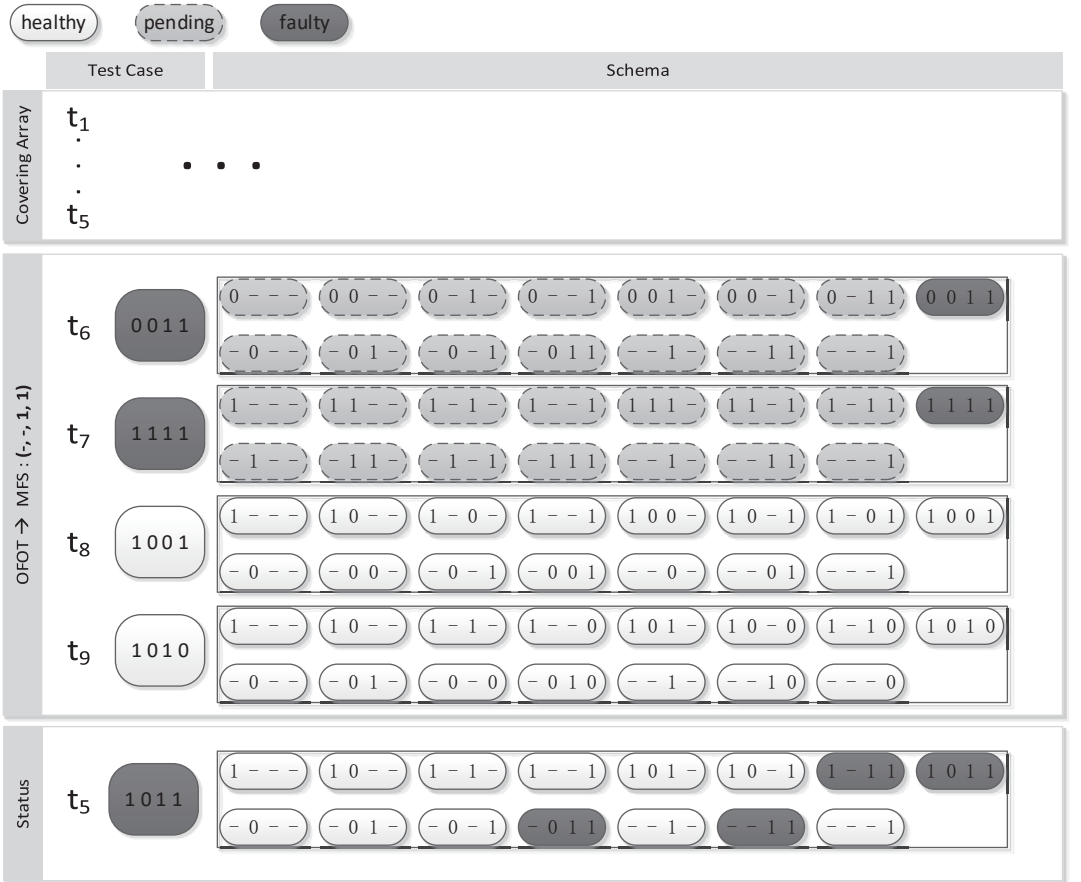 healthy pending faulty
Test Case Schema
Covering Array
t1
. . .
t5
OFOT → MFS : (-, -, 1, 1)
t6 0011
0 - - - 0 0 - - 0 - 1 - 0 - - 1 0 0 1 - 0 0 - 1 0 - 1 1 0 0 1 1
- 0 - - - 0 1 - - 0 - 1 - 0 1 1 - - 1 - - - 1 1 - - - 1
t7 1111
1 - - - 1 1 - - 1 - 1 - 1 - - 1 1 1 1 - 1 1 - 1 1 - 1 1 1 1 1 1
- 1 - - - 1 1 - - 1 - 1 - 1 1 1 - - 1 - - - 1 1 - - - 1
t8 1001
1 - - - 1 0 - - 1 - 0 - 1 - - 1 1 0 0 - 1 0 - 1 1 - 0 1 1 0 0 1
- 0 - - - 0 0 - - 0 - 1 - 0 0 1 - - 0 - - - 0 1 - - - 1
t9 1010
1 - - - 1 0 - - 1 - 1 - 1 - - 0 1 0 1 - 1 0 - 0 1 - 1 0 1 0 1 0
- 0 - - - 0 1 - - 0 - 0 - 0 1 0 - - 1 - - - 1 0 - - - 0
Status
t5 1011
1 - - - 1 0 - - 1 - 1 - 1 - - 1 1 0 1 - 1 0 - 1 1 - 1 1 1 0 1 1
- 0 - - - 0 1 - - 0 - 1 - 0 1 1 - - 1 - - - 1 1 - - - 1